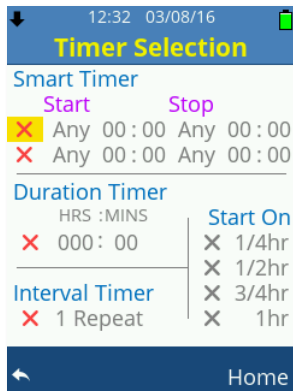 12:32 03/08/16
Timer Selection
Smart Timer
Start Stop
Any 00:00 Any 00:00
Any 00:00 Any 00:00
Duration Timer
HRS :MINS
000: 00
Start On
1/4hr
1/2hr
3/4hr
1hr
Interval Timer
1 Repeat
Home